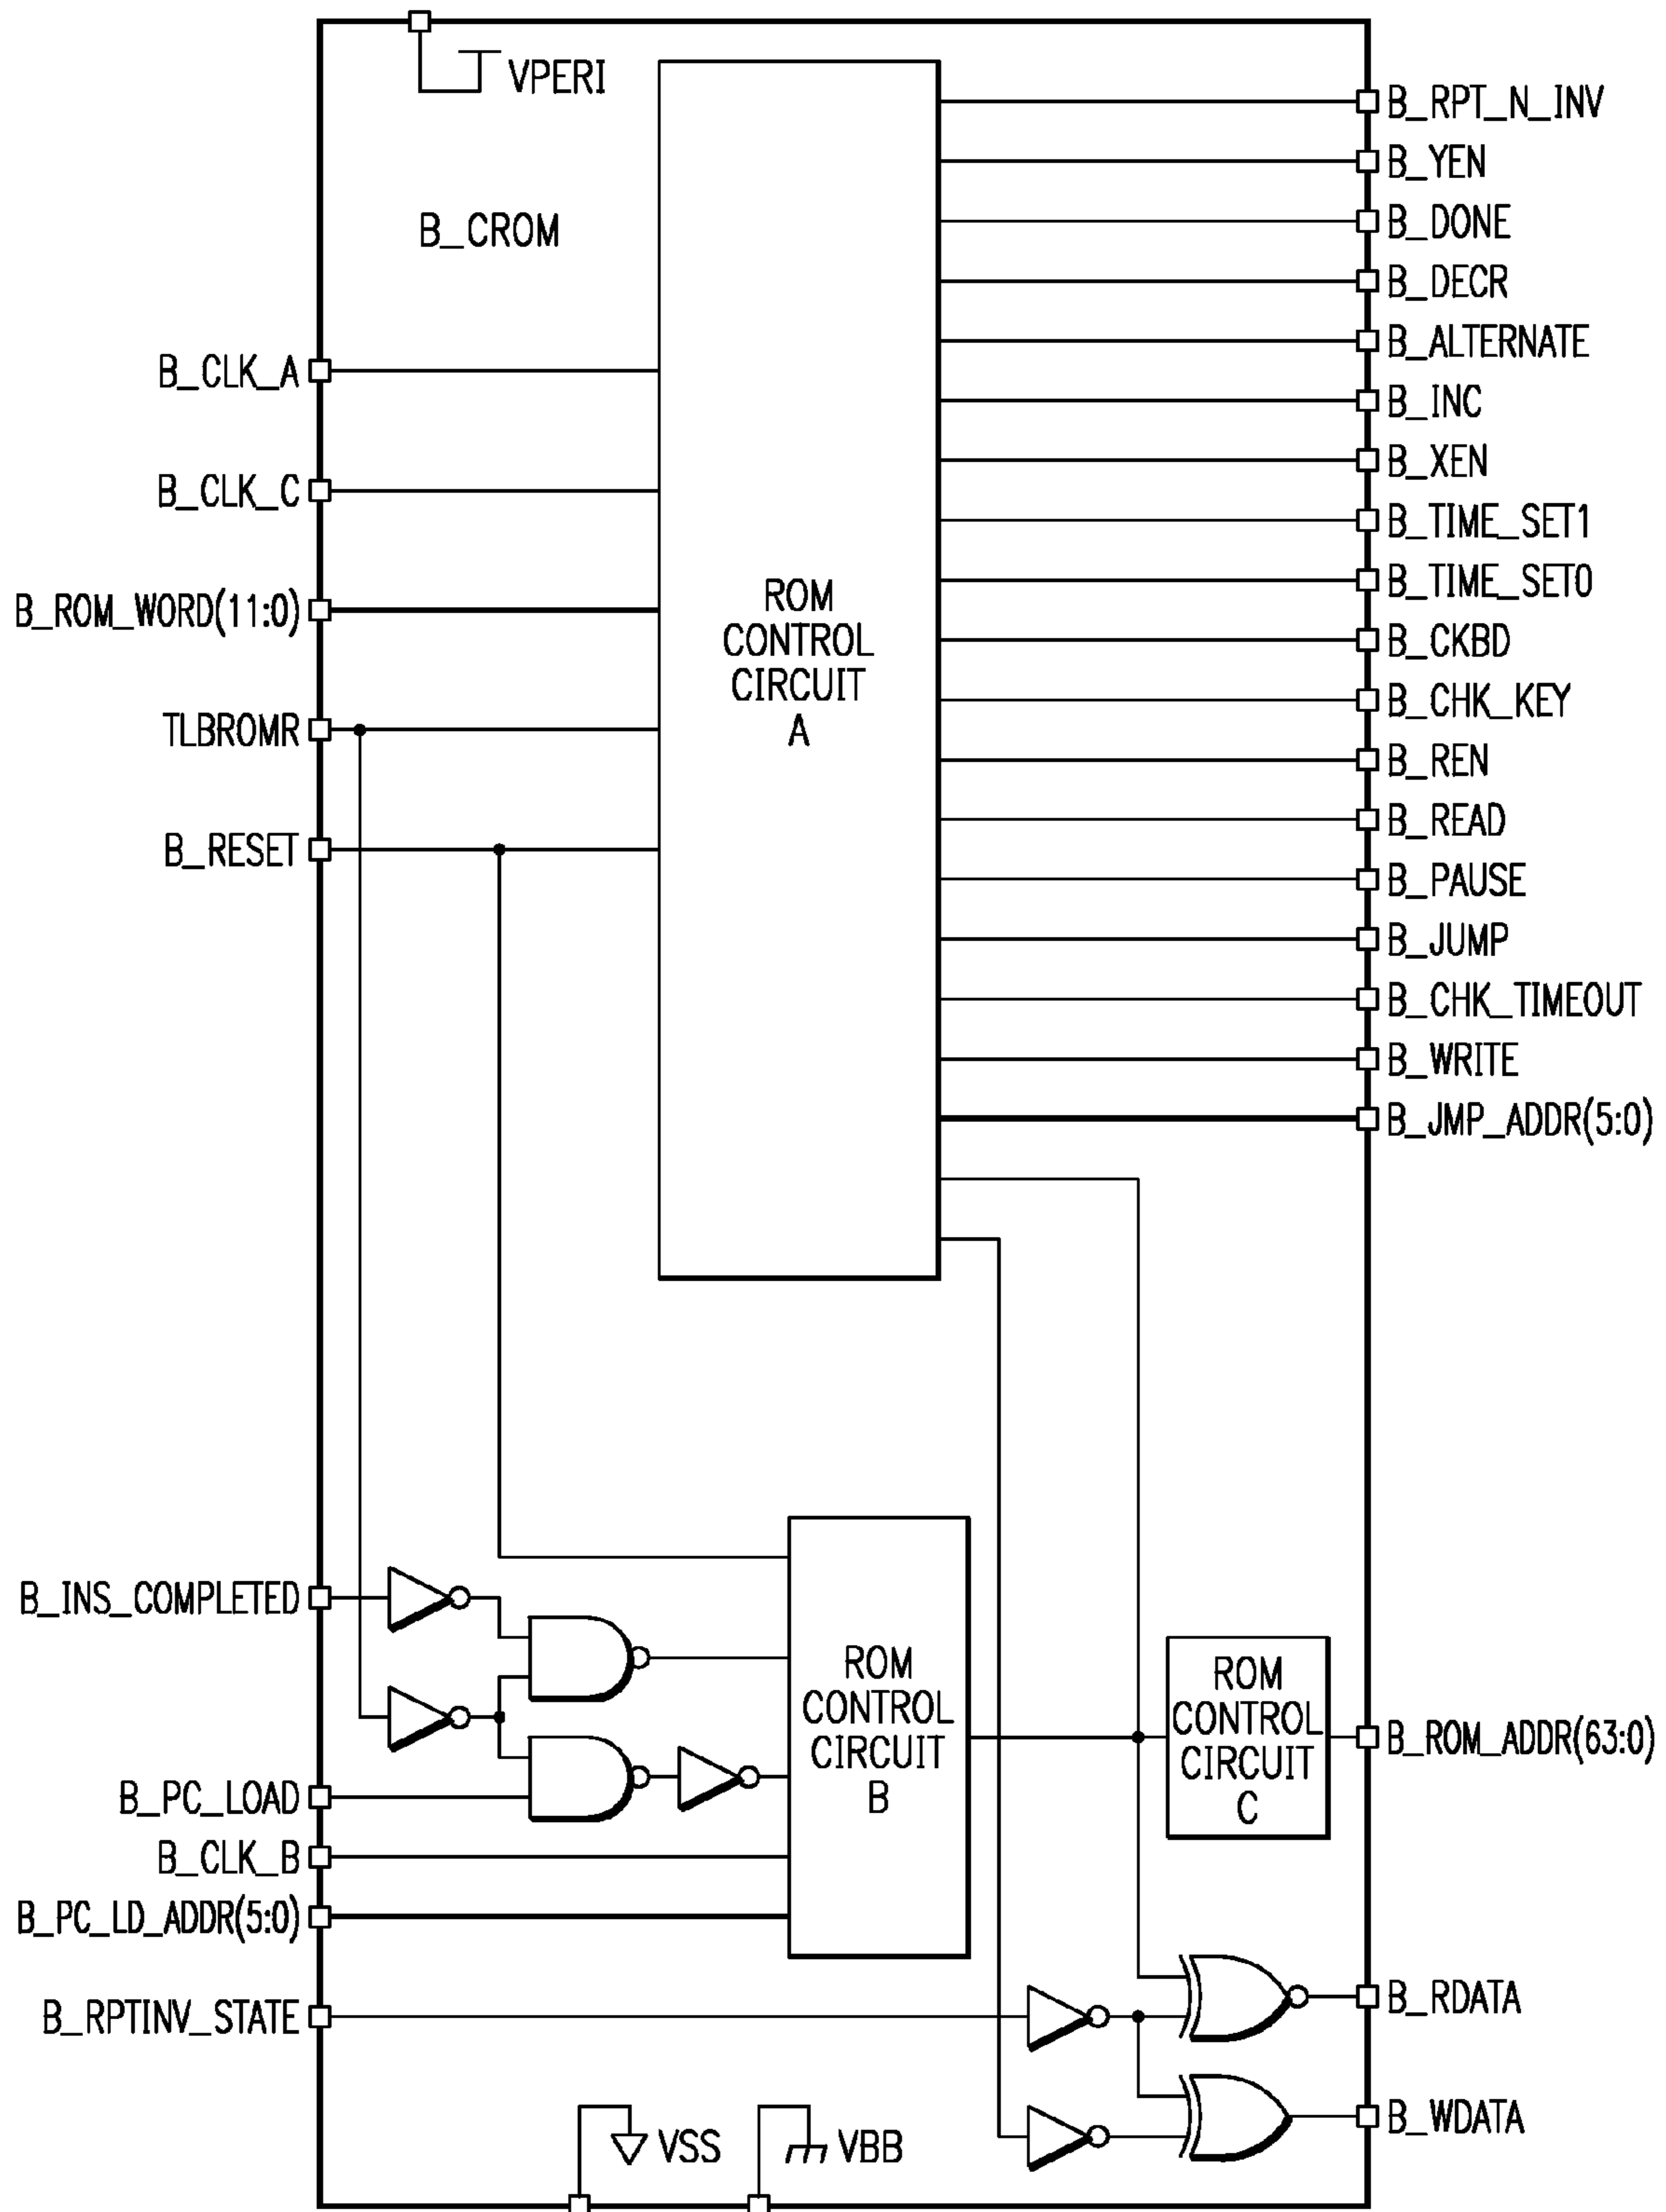 VPERI
B_CROM
B_CLK_A
B_CLK_C
B_ROM_WORD(11:0)
TLBROMR
B_RESET
ROM
CONTROL
CIRCUIT
A
B_RPT_N_INV
B_YEN
B_DONE
B_DECR
B_ALTERNATE
B_INC
B_XEN
B_TIME_SET1
B_TIME_SET0
B_CKBD
B_CHK_KEY
B_REN
B_READ
B_PAUSE
B_JUMP
B_CHK_TIMEOUT
B_WRITE
B_JMP_ADDR(5:0)
B_INS_COMPLETED
B_PC_LOAD
B_CLK_B
B_PC_LD_ADDR(5:0)
B_RPTINV_STATE
ROM
CONTROL
CIRCUIT
B
ROM
CONTROL
CIRCUIT
C
B_ROM_ADDR(63:0)
B_RDATA
B_WDATA
VSS
VBB